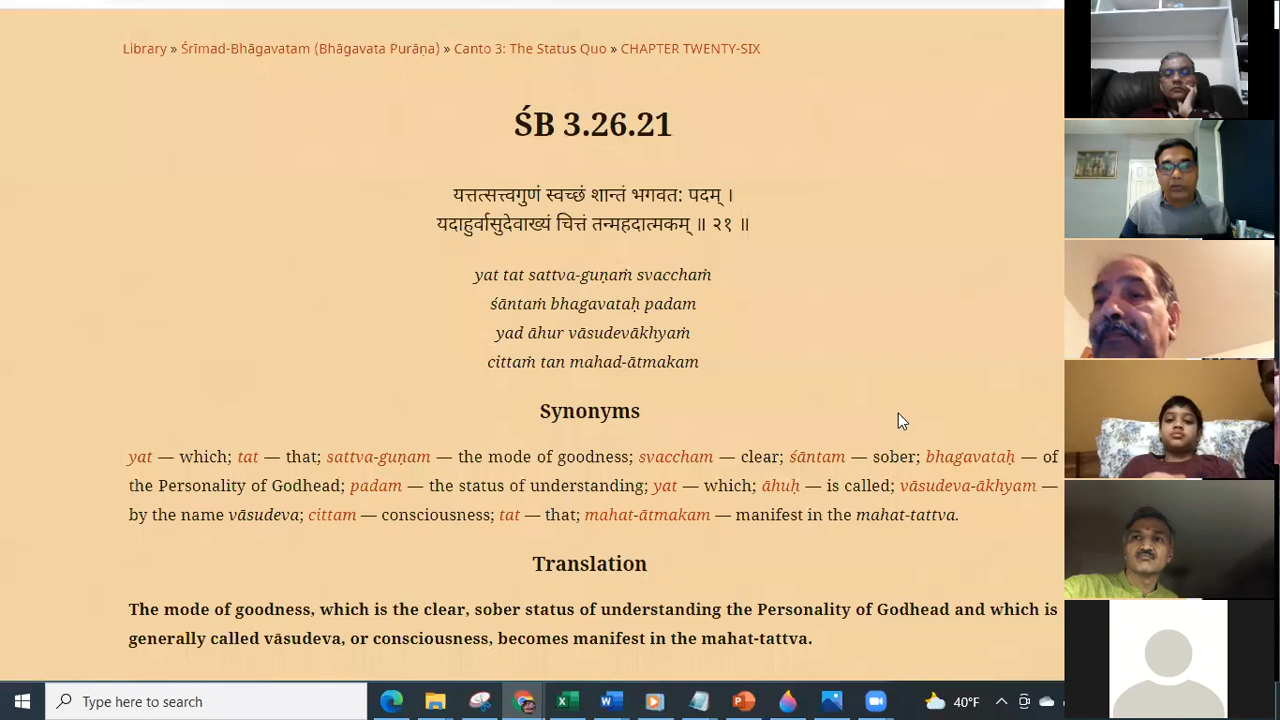 Library » Śrīmad-Bhāgavatam (Bhāgavata Purāṇa) » Canto 3: The Status Quo » CHAPTER TWENTY-SIX
ŚB 3.26.21
यत्तत्सत्त्वगुणं स्वच्छं शान्तं भगवत: पदम् ।
यदाहुर्वासुदेवाख्यं चित्तं तन्महदात्मकम् ॥ २१ ॥
yat tat sattva-guṇaṁ svacchaṁ
śāntaṁ bhagavataḥ padam
yad āhur vāsudevākhyaṁ
cittaṁ tan mahad-ātmakam
Synonyms
yat — which; tat — that; sattva-guṇam — the mode of goodness; svaccham — clear; śāntam — sober; bhagavataḥ — of
the Personality of Godhead; padam — the status of understanding; yat — which; āhuḥ — is called; vāsudeva-ākhyam —
by the name vāsudeva; cittam — consciousness; tat — that; mahat-ātmakam — manifest in the mahat-tattva.
Translation
The mode of goodness, which is the clear, sober status of understanding the Personality of Godhead and which is
generally called vāsudeva, or consciousness, becomes manifest in the mahat-tattva.
Type here to search
40°F